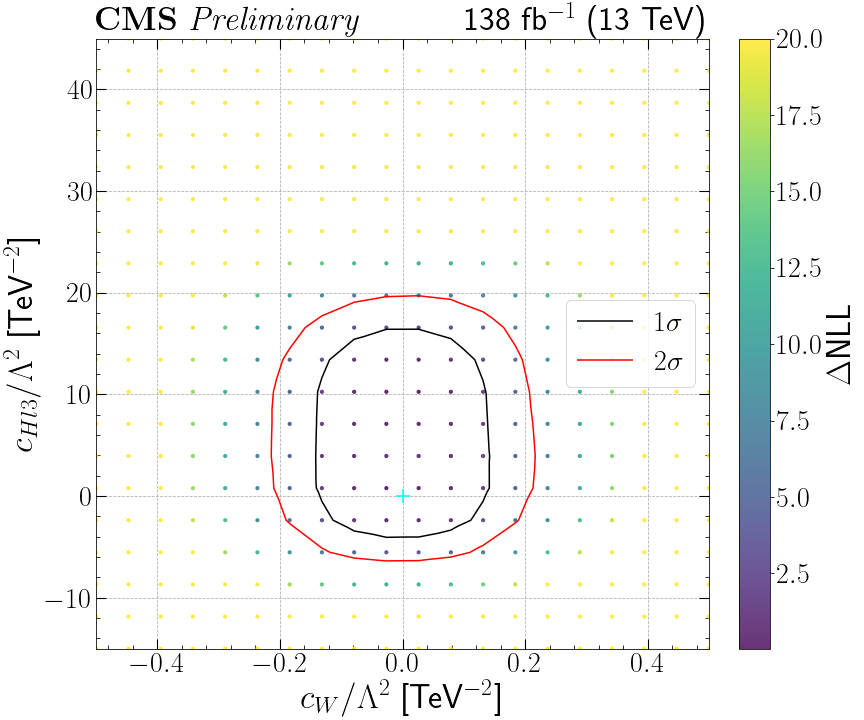 CMS Preliminary
138 fb⁻¹ (13 TeV)
c_{Hl3}/Λ² [TeV⁻²]
40
30
20
10
0
−10
1σ
2σ
−0.4
−0.2
0.0
0.2
0.4
c_W/Λ² [TeV⁻²]
20.0
17.5
15.0
12.5
10.0
7.5
5.0
2.5
ΔNLL